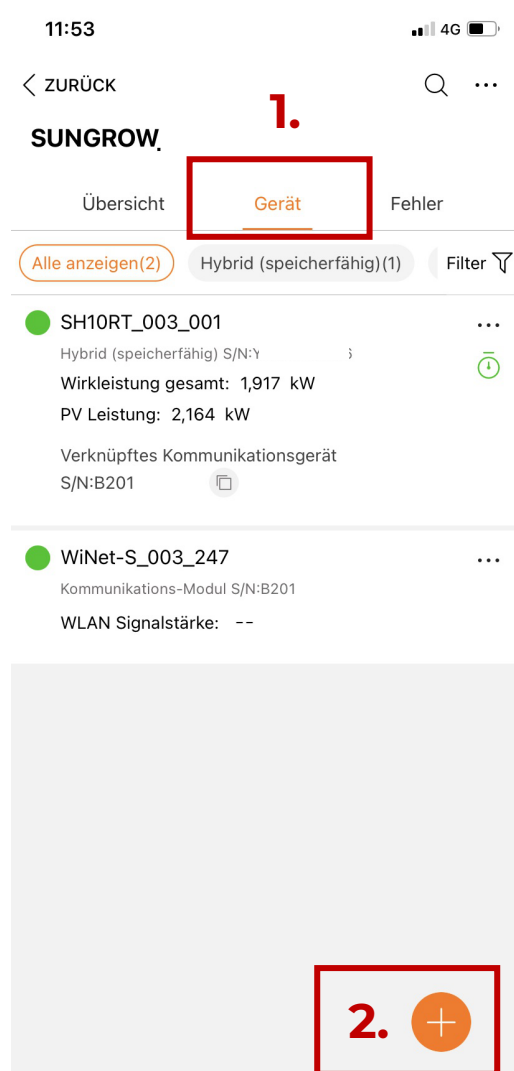 11:53 4G
ZURÜCK
1.
SUNGROW
Übersicht Gerät Fehler
Alle anzeigen(2) Hybrid (speicherfähig)(1) Filter
SH10RT_003_001
Hybrid (speicherfähig) S/N:
Wirkleistung gesamt: 1,917 kW
PV Leistung: 2,164 kW
Verknüpftes Kommunikationsgerät
S/N:B201
WiNet-S_003_247
Kommunikations-Modul S/N:B201
WLAN Signalstärke: --
2.